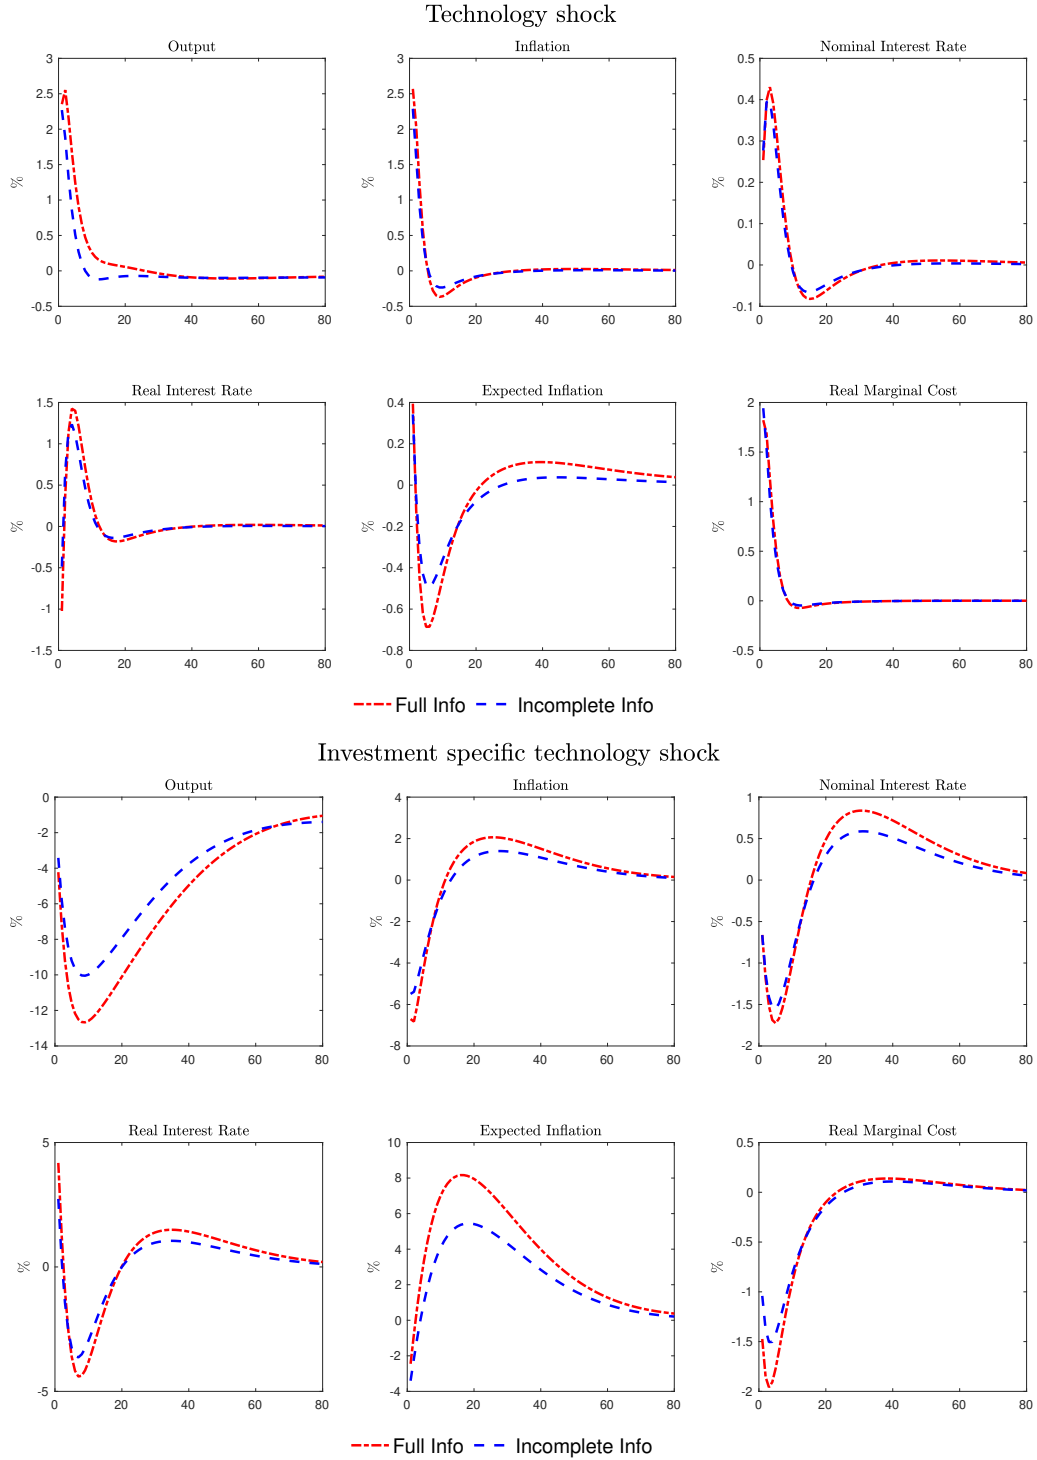 Technology shock
Output Inflation Nominal Interest Rate
3 3 0.5
2.5 2.5 0.4
2 2 0.3
1.5 1.5 0.2
1 1 0.1
0.5 0.5 0
0 0 -0.1
-0.5 -0.5
% % %
0 20 40 60 80 0 20 40 60 80 0 20 40 60 80
Real Interest Rate Expected Inflation Real Marginal Cost
1.5 0.4 2
1 0.2 1.5
0.5 0 1
0 -0.2 0.5
-0.5 -0.4 0
-1 -0.6 -0.5
-1.5 -0.8
% % %
0 20 40 60 80 0 20 40 60 80 0 20 40 60 80
Full Info Incomplete Info
Investment specific technology shock
Output Inflation Nominal Interest Rate
0 4 1
-2 2 0.5
-4 0 0
-6 -2 -0.5
-8 -4 -1
-10 -6 -1.5
-12 -8 -2
-14
% % %
0 20 40 60 80 0 20 40 60 80 0 20 40 60 80
Real Interest Rate Expected Inflation Real Marginal Cost
5 10 0.5
0 8 0
-5 6 -0.5
4 -1
2 -1.5
0 -2
-2
-4
% % %
0 20 40 60 80 0 20 40 60 80 0 20 40 60 80
Full Info Incomplete Info